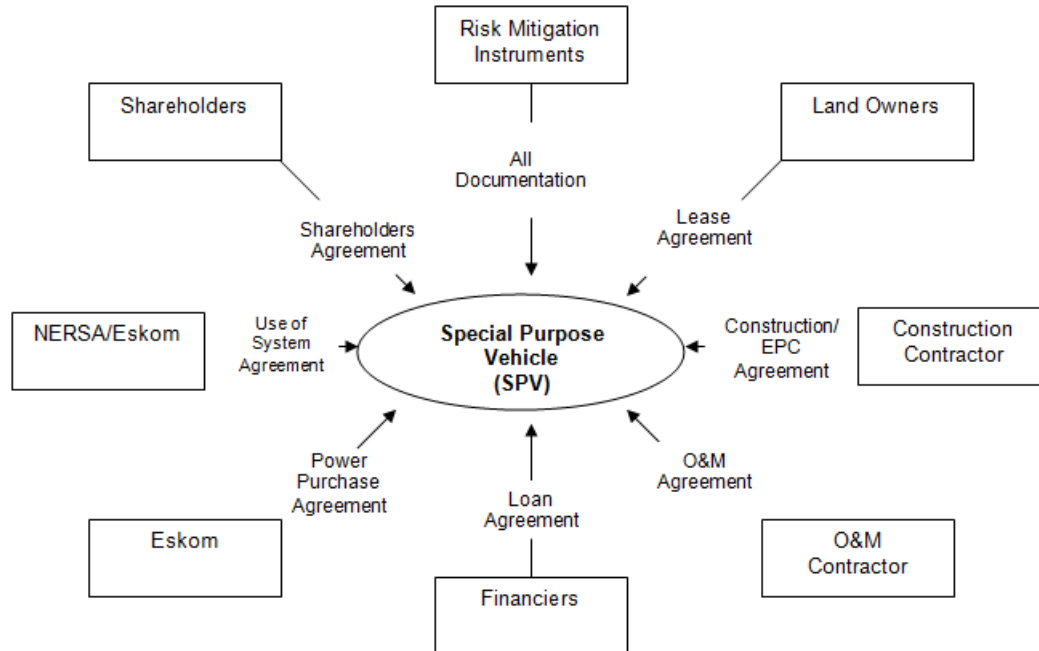 Risk Mitigation
Instruments
Shareholders
Land Owners
All
Documentation
Shareholders
Agreement
Lease
Agreement
NERSA/Eskom
Use of
System
Agreement
Special Purpose
Vehicle
(SPV)
Construction/
EPC
Agreement
Construction
Contractor
Power
Purchase
Agreement
Loan
Agreement
O&M
Agreement
Eskom
Financiers
O&M
Contractor